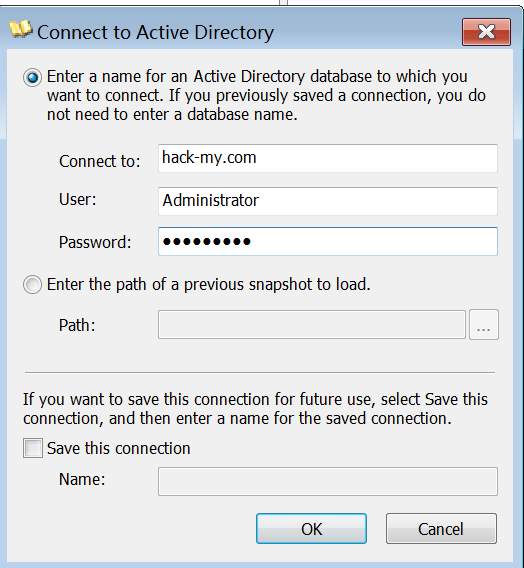 Connect to Active Directory
Enter a name for an Active Directory database to which you
want to connect. If you previously saved a connection, you do
not need to enter a database name.
Connect to: hack-my.com
User: Administrator
Password: ●●●●●●●●●
Enter the path of a previous snapshot to load.
Path: ...
If you want to save this connection for future use, select Save this
connection, and then enter a name for the saved connection.
Save this connection
Name:
OK Cancel